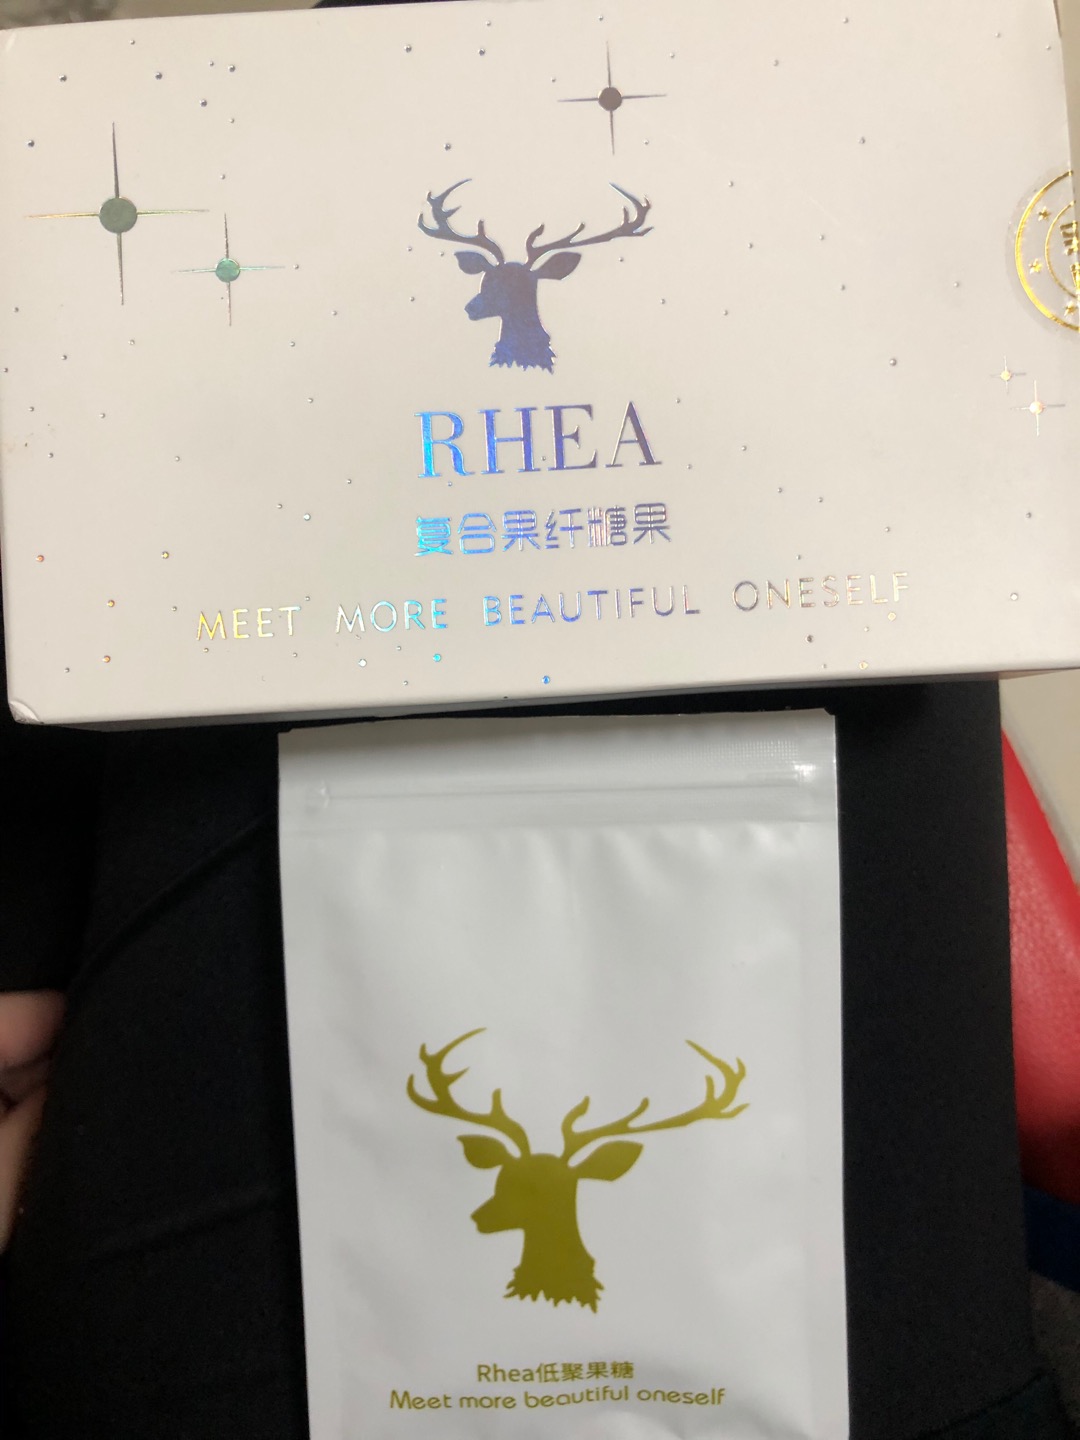 RHEA
复合果纤糖果
MEET MORE BEAUTIFUL ONESELF
Rhea低聚果糖
Meet more beautiful oneself